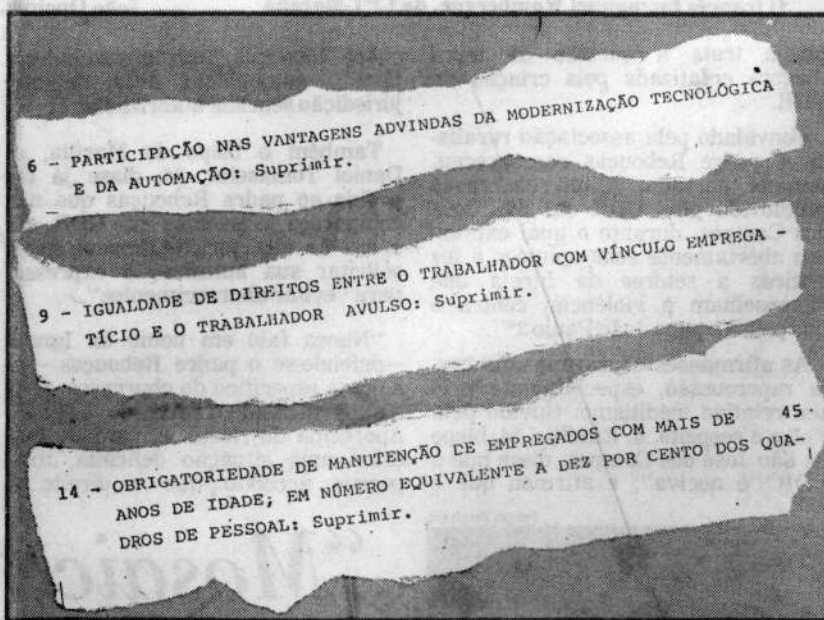 6 - PARTICIPAÇÃO NAS VANTAGENS ADVINDAS DA MODERNIZAÇÃO TECNOLÓGICA
E DA AUTOMAÇÃO: Suprimir.
9 - IGUALDADE DE DIREITOS ENTRE O TRABALHADOR COM VÍNCULO EMPREGA -
TÍCIO E O TRABALHADOR AVULSO: Suprimir.
14 - OBRIGATORIEDADE DE MANUTENÇÃO DE EMPREGADOS COM MAIS DE 45
ANOS DE IDADE; EM NÚMERO EQUIVALENTE A DEZ POR CENTO DOS QUA-
DROS DE PESSOAL: Suprimir.